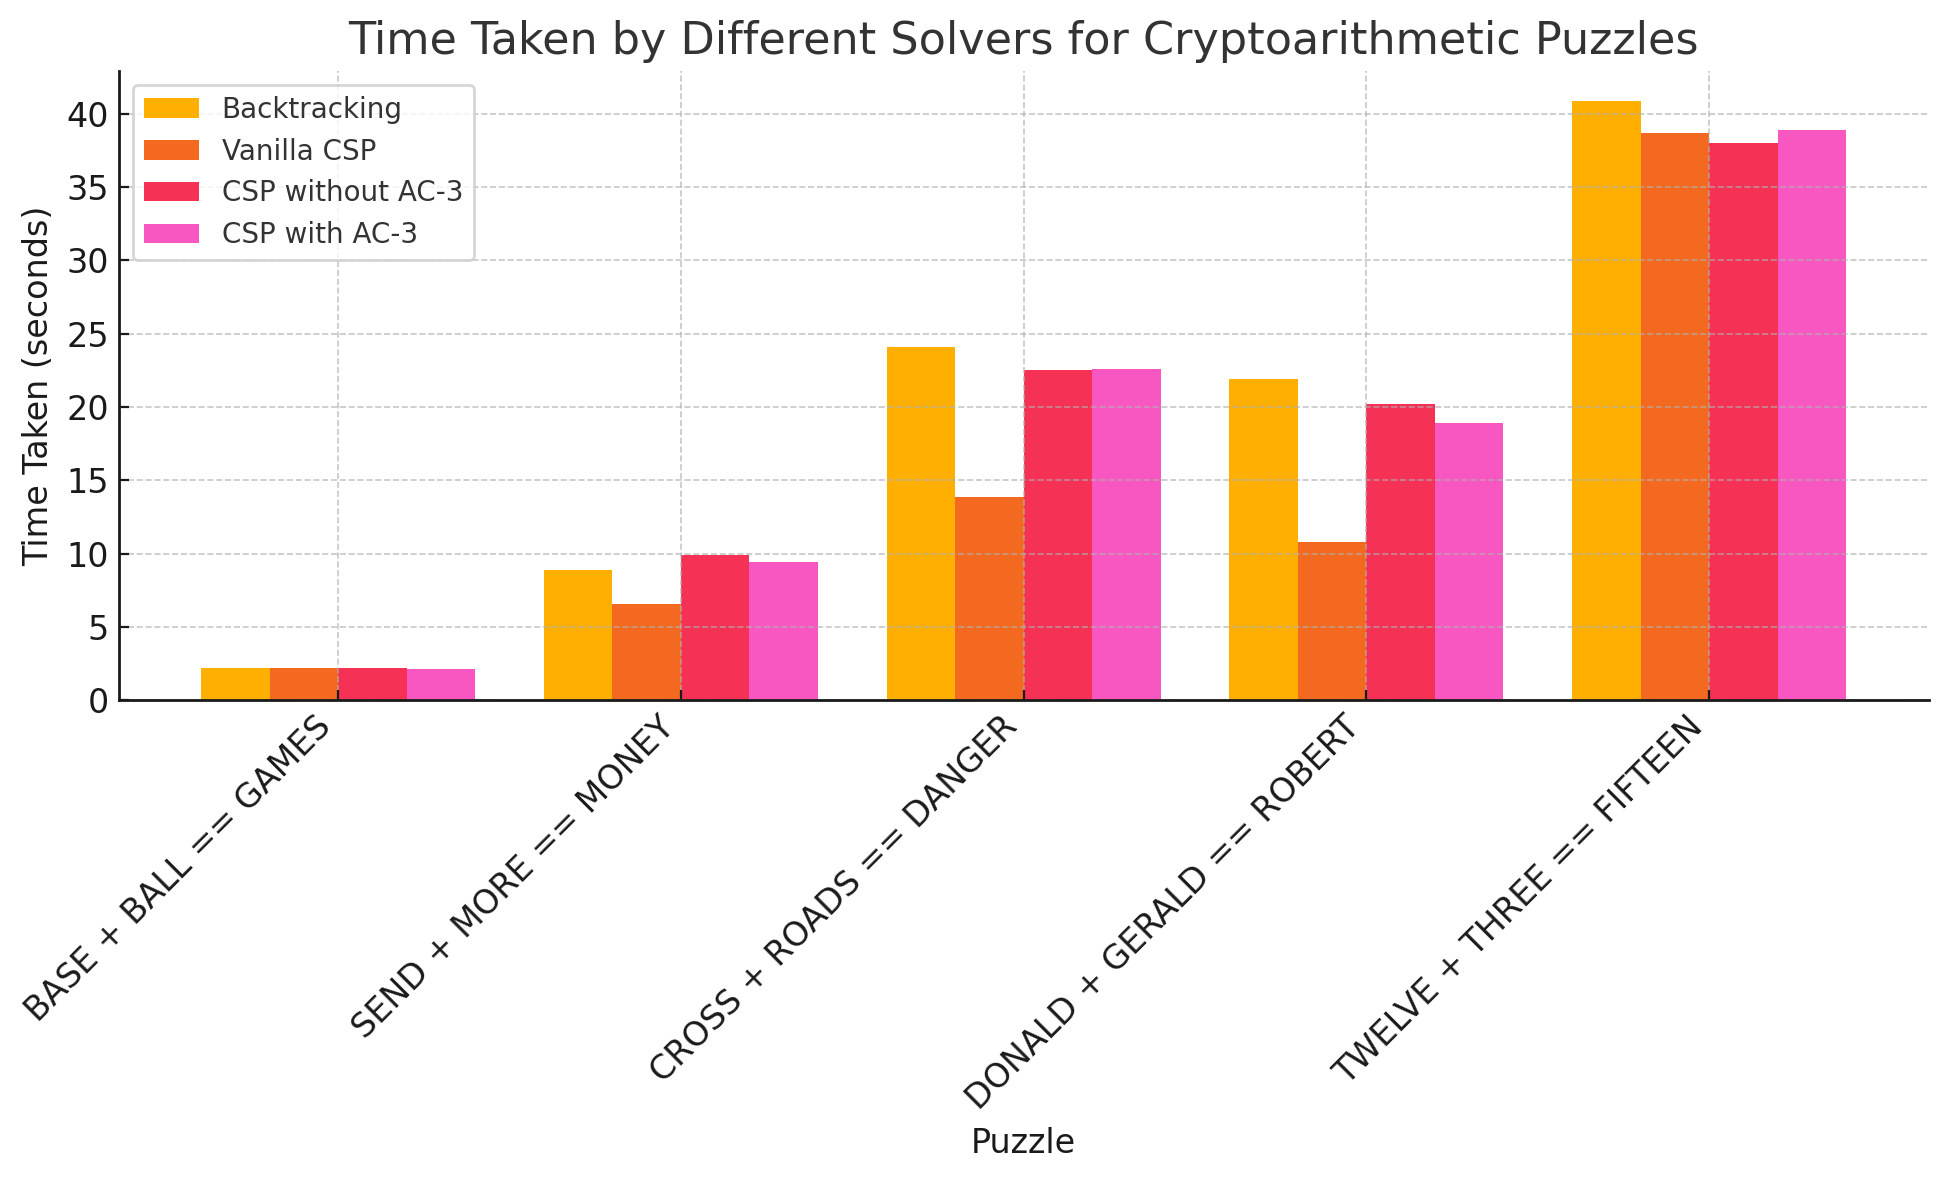 Time Taken by Different Solvers for Cryptoarithmetic Puzzles
Backtracking
Vanilla CSP
CSP without AC-3
CSP with AC-3
Time Taken (seconds)
40
35
30
25
20
15
10
5
0
BASE + BALL == GAMES
SEND + MORE == MONEY
CROSS + ROADS == DANGER
DONALD + GERALD == ROBERT
TWELVE + THREE == FIFTEEN
Puzzle